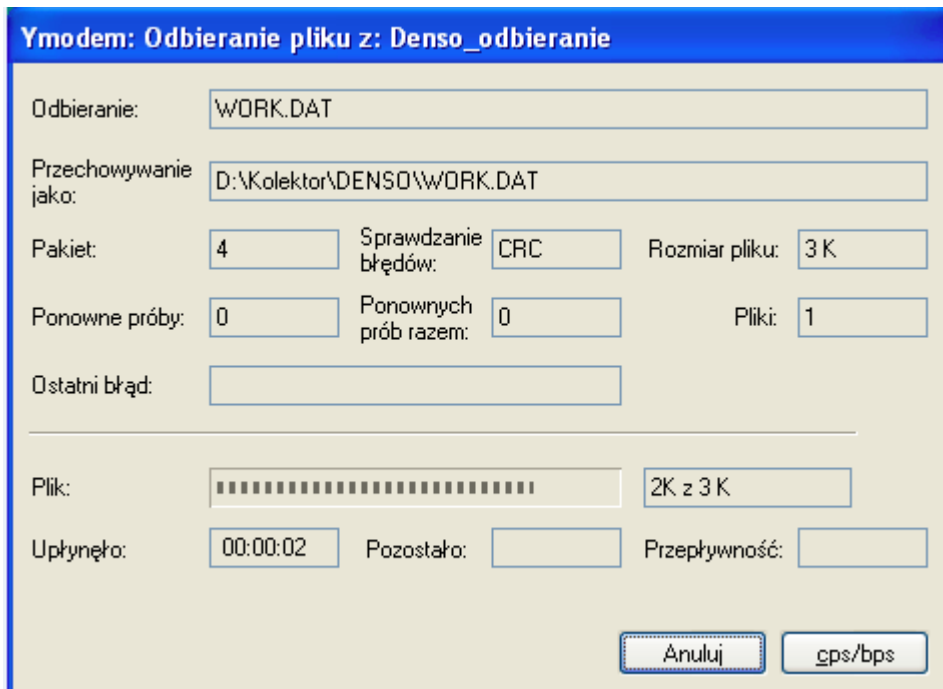 Ymodem: Odbieranie pliku z: Denso_odbieranie
Odbieranie: WORK.DAT
Przechowywanie
jako: D:\Kolektor\DENSO\WORK.DAT
Pakiet: 4 Sprawdzanie
błędów: CRC Rozmiar pliku: 3 K
Ponowne próby: 0 Ponownych
prób razem: 0 Pliki: 1
Ostatni błąd:
Plik: 2K z 3 K
Upłynęło: 00:00:02 Pozostało: Przepływność:
Anuluj cps/bps